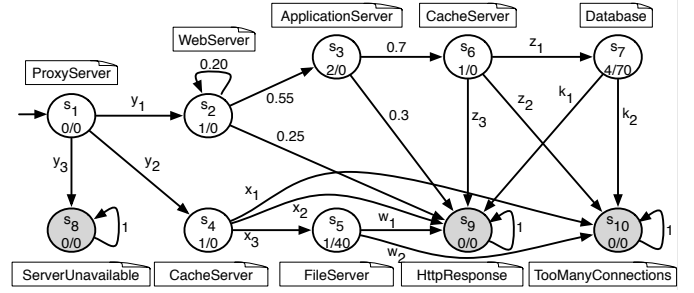 ApplicationServer
CacheServer
Database
WebServer
ProxyServer
0.20
s3
2/0
0.7
s6
1/0
z1
s7
4/70
s1
0/0
y1
s2
1/0
0.55
0.3
z3
z2
k1
k2
0.25
y3
y2
x1
x2
x3
s8
0/0
1
s4
1/0
s5
1/40
w1
w2
s9
0/0
1
s10
0/0
1
ServerUnavailable
CacheServer
FileServer
HttpResponse
TooManyConnections